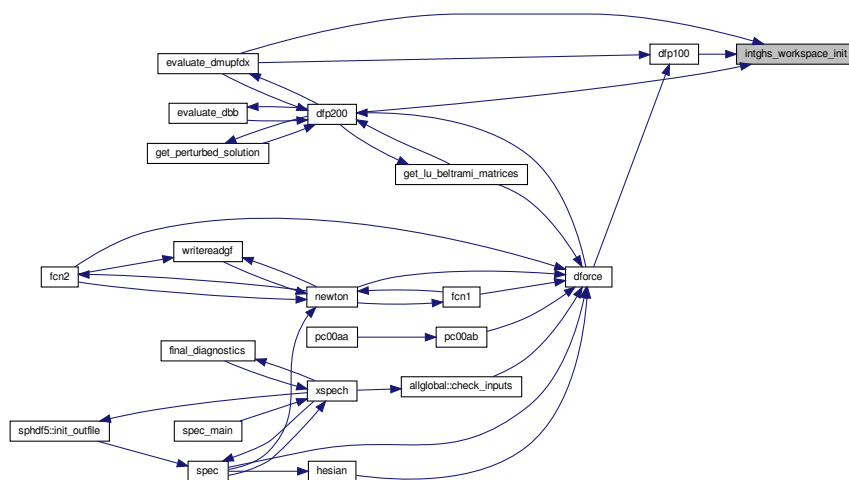 intghs_workspace_init
dfp100
evaluate_dmupfdx
evaluate_dbb
dfp200
get_perturbed_solution
get_lu_beltrami_matrices
writereadgf
fcn2
dforce
newton
fcn1
pc00aa
pc00ab
final_diagnostics
xspech
allglobal::check_inputs
sphdf5::init_outfile
spec_main
spec
hesian